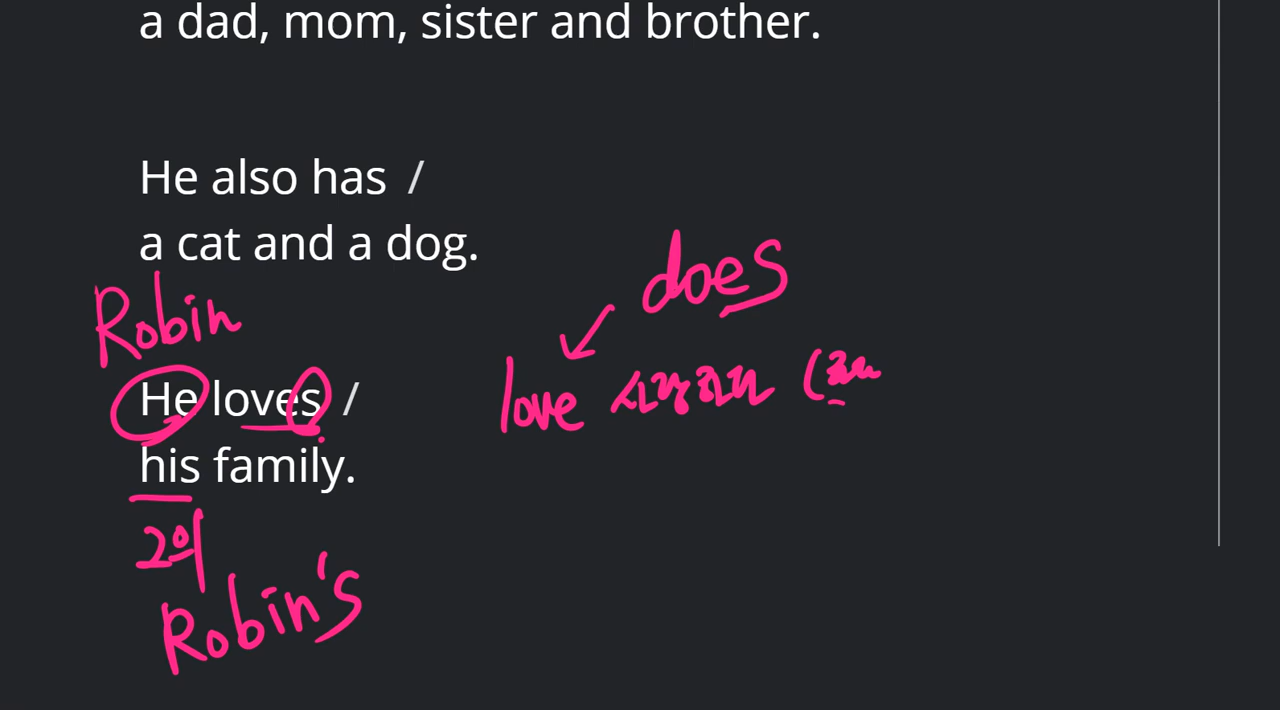 a dad, mom, sister and brother.
He also has /
a cat and a dog.
does
Robin
He loves /
love 사랑하다
his family.
그의
Robin's